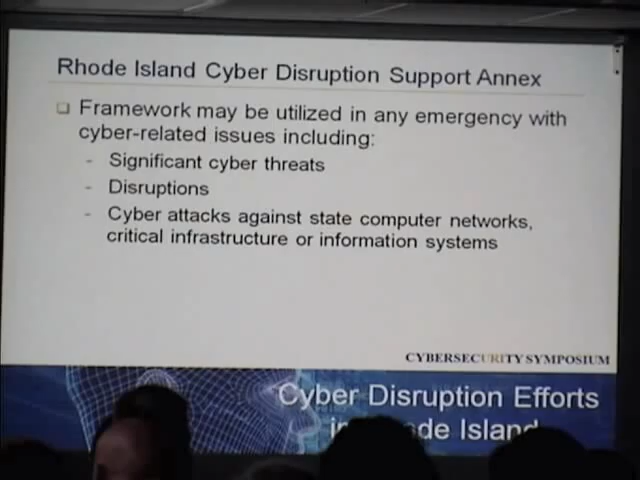 Rhode Island Cyber Disruption Support Annex
Framework may be utilized in any emergency with
cyber-related issues including:
- Significant cyber threats
- Disruptions
- Cyber attacks against state computer networks,
critical infrastructure or information systems
CYBERSECURITY SYMPOSIUM
Cyber Disruption Efforts
Island